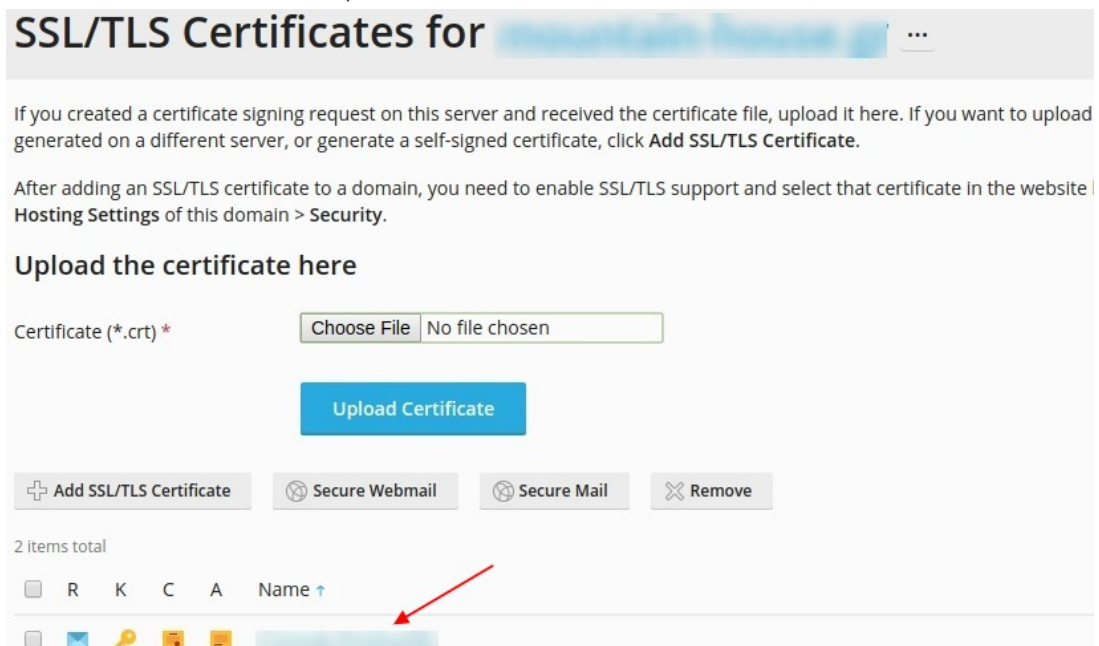 SSL/TLS Certificates for
...
If you created a certificate signing request on this server and received the certificate file, upload it here. If you want to upload
generated on a different server, or generate a self-signed certificate, click Add SSL/TLS Certificate.
After adding an SSL/TLS certificate to a domain, you need to enable SSL/TLS support and select that certificate in the website
Hosting Settings of this domain > Security.
Upload the certificate here
Certificate (*.crt) *
Choose File No file chosen
Upload Certificate
Add SSL/TLS Certificate Secure Webmail Secure Mail Remove
2 items total
R K C A Name ↑